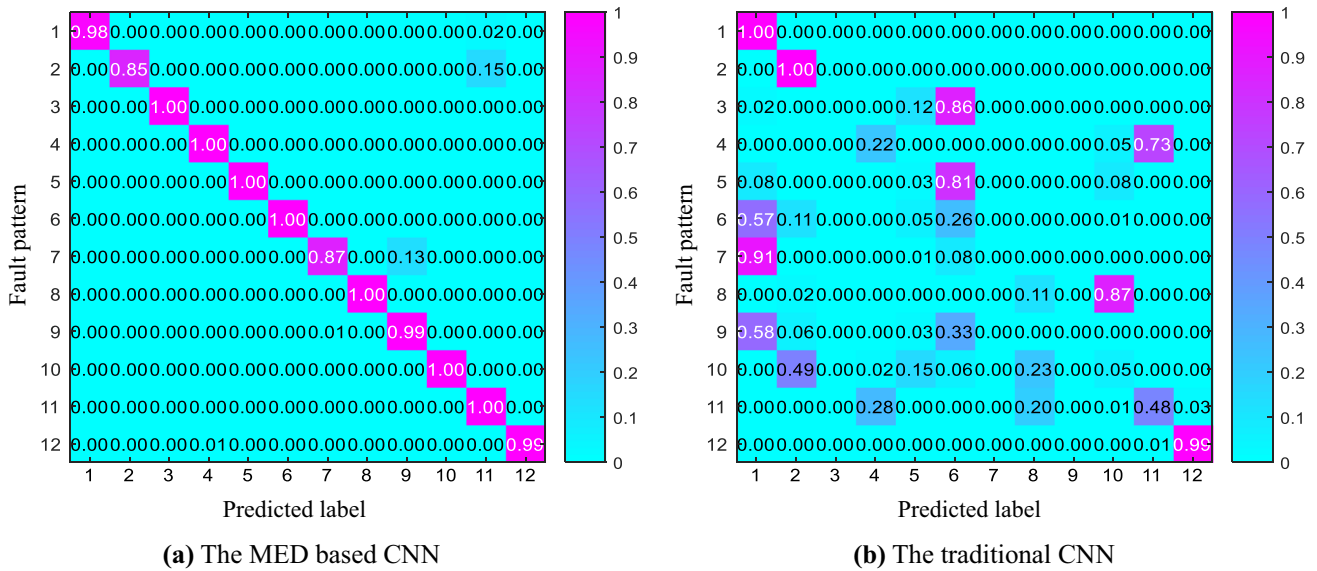 Fault pattern
1 0.98 0.00 0.00 0.00 0.00 0.00 0.00 0.00 0.00 0.00 0.02 0.00
2 0.00 0.85 0.00 0.00 0.00 0.00 0.00 0.00 0.00 0.00 0.15 0.00
3 0.00 0.00 1.00 0.00 0.00 0.00 0.00 0.00 0.00 0.00 0.00 0.00
4 0.00 0.00 0.00 1.00 0.00 0.00 0.00 0.00 0.00 0.00 0.00 0.00
5 0.00 0.00 0.00 0.00 1.00 0.00 0.00 0.00 0.00 0.00 0.00 0.00
6 0.00 0.00 0.00 0.00 0.00 1.00 0.00 0.00 0.00 0.00 0.00 0.00
7 0.00 0.00 0.00 0.00 0.00 0.00 0.87 0.00 0.13 0.00 0.00 0.00
8 0.00 0.00 0.00 0.00 0.00 0.00 0.00 1.00 0.00 0.00 0.00 0.00
9 0.00 0.00 0.00 0.00 0.00 0.00 0.01 0.00 0.99 0.00 0.00 0.00
10 0.00 0.00 0.00 0.00 0.00 0.00 0.00 0.00 0.00 1.00 0.00 0.00
11 0.00 0.00 0.00 0.00 0.00 0.00 0.00 0.00 0.00 0.00 1.00 0.00
12 0.00 0.00 0.00 0.01 0.00 0.00 0.00 0.00 0.00 0.00 0.00 0.99
1 2 3 4 5 6 7 8 9 10 11 12
Predicted label
1
0.9
0.8
0.7
0.6
0.5
0.4
0.3
0.2
0.1
0
(a) The MED based CNN
Fault pattern
1 1.00 0.00 0.00 0.00 0.00 0.00 0.00 0.00 0.00 0.00 0.00 0.00
2 0.00 1.00 0.00 0.00 0.00 0.00 0.00 0.00 0.00 0.00 0.00 0.00
3 0.02 0.00 0.00 0.00 0.12 0.86 0.00 0.00 0.00 0.00 0.00 0.00
4 0.00 0.00 0.00 0.22 0.00 0.00 0.00 0.00 0.00 0.05 0.73 0.00
5 0.08 0.00 0.00 0.00 0.03 0.81 0.00 0.00 0.00 0.08 0.00 0.00
6 0.57 0.11 0.00 0.00 0.05 0.26 0.00 0.00 0.00 0.01 0.00 0.00
7 0.91 0.00 0.00 0.00 0.01 0.08 0.00 0.00 0.00 0.00 0.00 0.00
8 0.00 0.02 0.00 0.00 0.00 0.00 0.00 0.11 0.00 0.87 0.00 0.00
9 0.58 0.06 0.00 0.00 0.03 0.33 0.00 0.00 0.00 0.00 0.00 0.00
10 0.00 0.49 0.00 0.02 0.15 0.06 0.00 0.23 0.00 0.05 0.00 0.00
11 0.00 0.00 0.00 0.28 0.00 0.00 0.00 0.20 0.00 0.01 0.48 0.03
12 0.00 0.00 0.00 0.00 0.00 0.00 0.00 0.00 0.00 0.00 0.01 0.99
1 2 3 4 5 6 7 8 9 10 11 12
Predicted label
1
0.9
0.8
0.7
0.6
0.5
0.4
0.3
0.2
0.1
0
(b) The traditional CNN